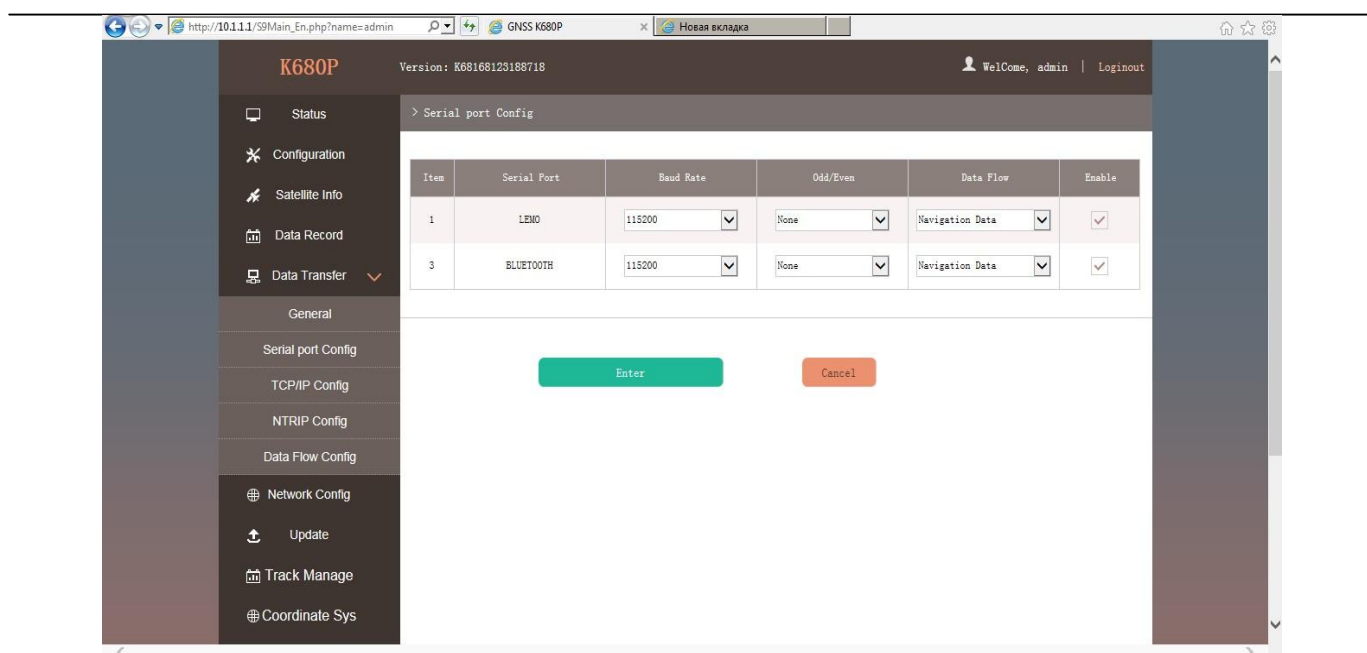 http://10.1.1.1/S9Main_En.php?name=admin GNSS K680P Новая вкладка
K680P Version: K68168123188718 WelCome, admin | Loginout
Status
Configuration
Satellite Info
Data Record
Data Transfer
General
Serial port Config
TCP/IP Config
NTRIP Config
Data Flow Config
Network Config
Update
Track Manage
Coordinate Sys
> Serial port Config
Item Serial Port Baud Rate Odd/Even Data Flow Enable
1 LEMO 115200 None Navigation Data
3 BLUETOOTH 115200 None Navigation Data
Enter Cancel